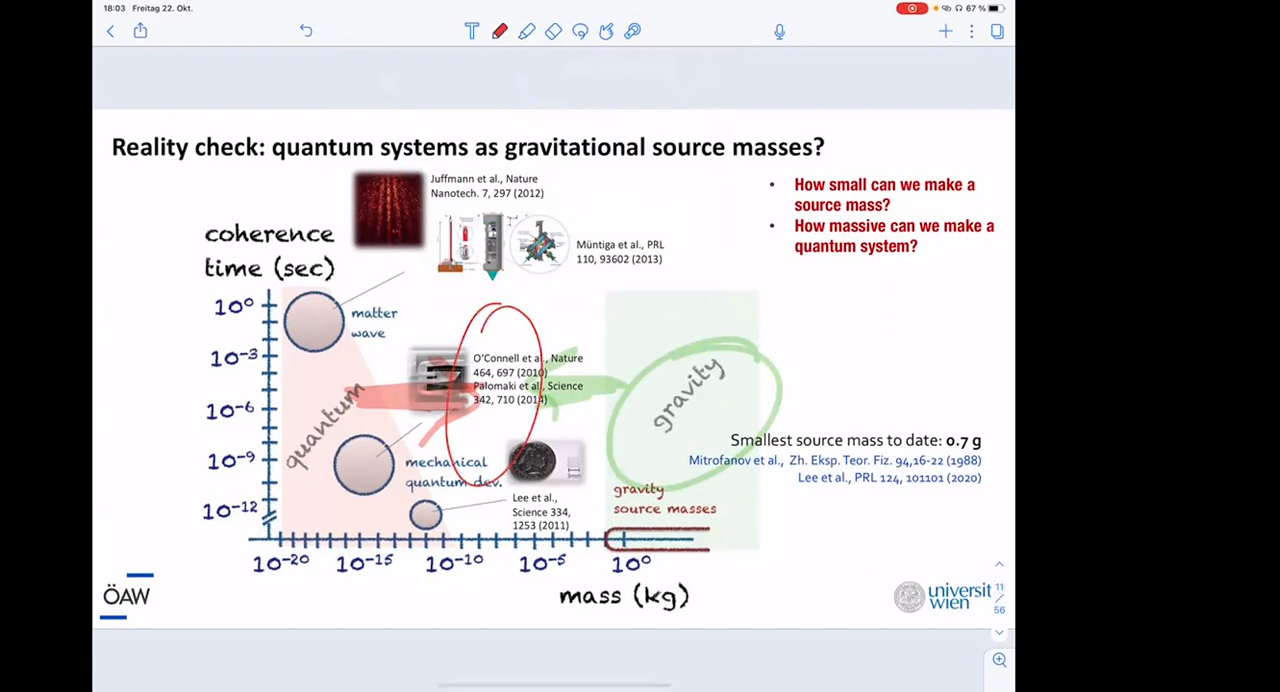 18:03 Freitag 22. Okt.
67 %
Reality check: quantum systems as gravitational source masses?
Juffmann et al., Nature
Nanotech. 7, 297 (2012)
• How small can we make a
source mass?
• How massive can we make a
quantum system?
coherence
time (sec)
Müntiga et al., PRL
110, 93602 (2013)
10⁰
matter
wave
10⁻³
O'Connell et al., Nature
464, 697 (2010)
Palomaki et al., Science
342, 710 (2014)
quantum
gravity
10⁻⁶
Smallest source mass to date: 0.7 g
Mitrofanov et al., Zh. Eksp. Teor. Fiz. 94,16-22 (1988)
Lee et al., PRL 124, 101101 (2020)
10⁻⁹
mechanical
quantum dev.
gravity
source masses
Lee et al.,
Science 334,
1253 (2011)
10⁻¹²
10⁻²⁰ 10⁻¹⁵ 10⁻¹⁰ 10⁻⁵ 10⁰
mass (kg)
ÖAW
universit
wien
11
/
56